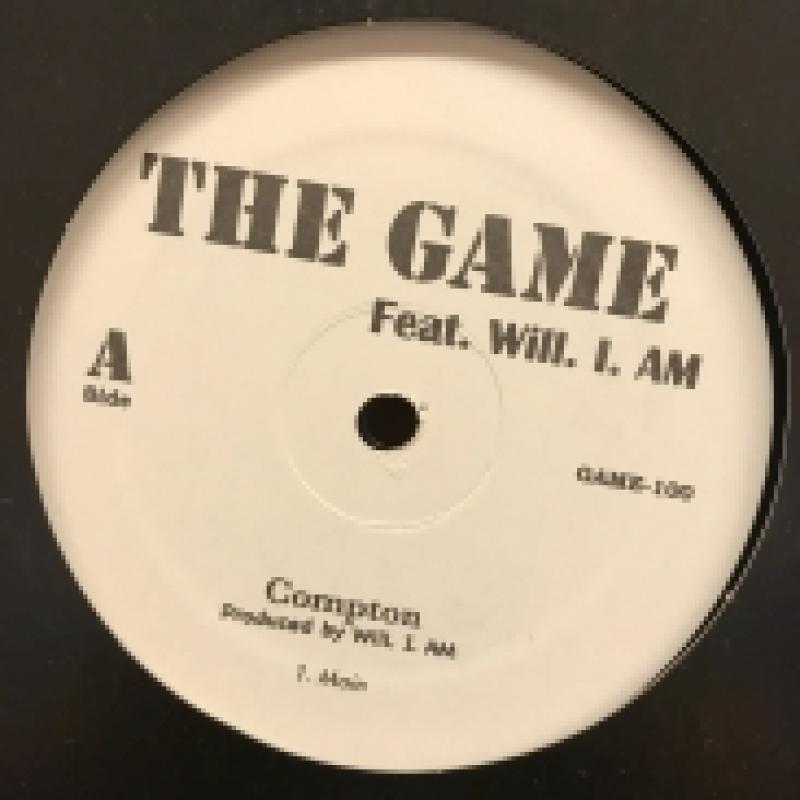 THE GAME
Feat. Will. I. AM
A
Side
GAME-100
Compton
produced by Will. I. AM
1. Main